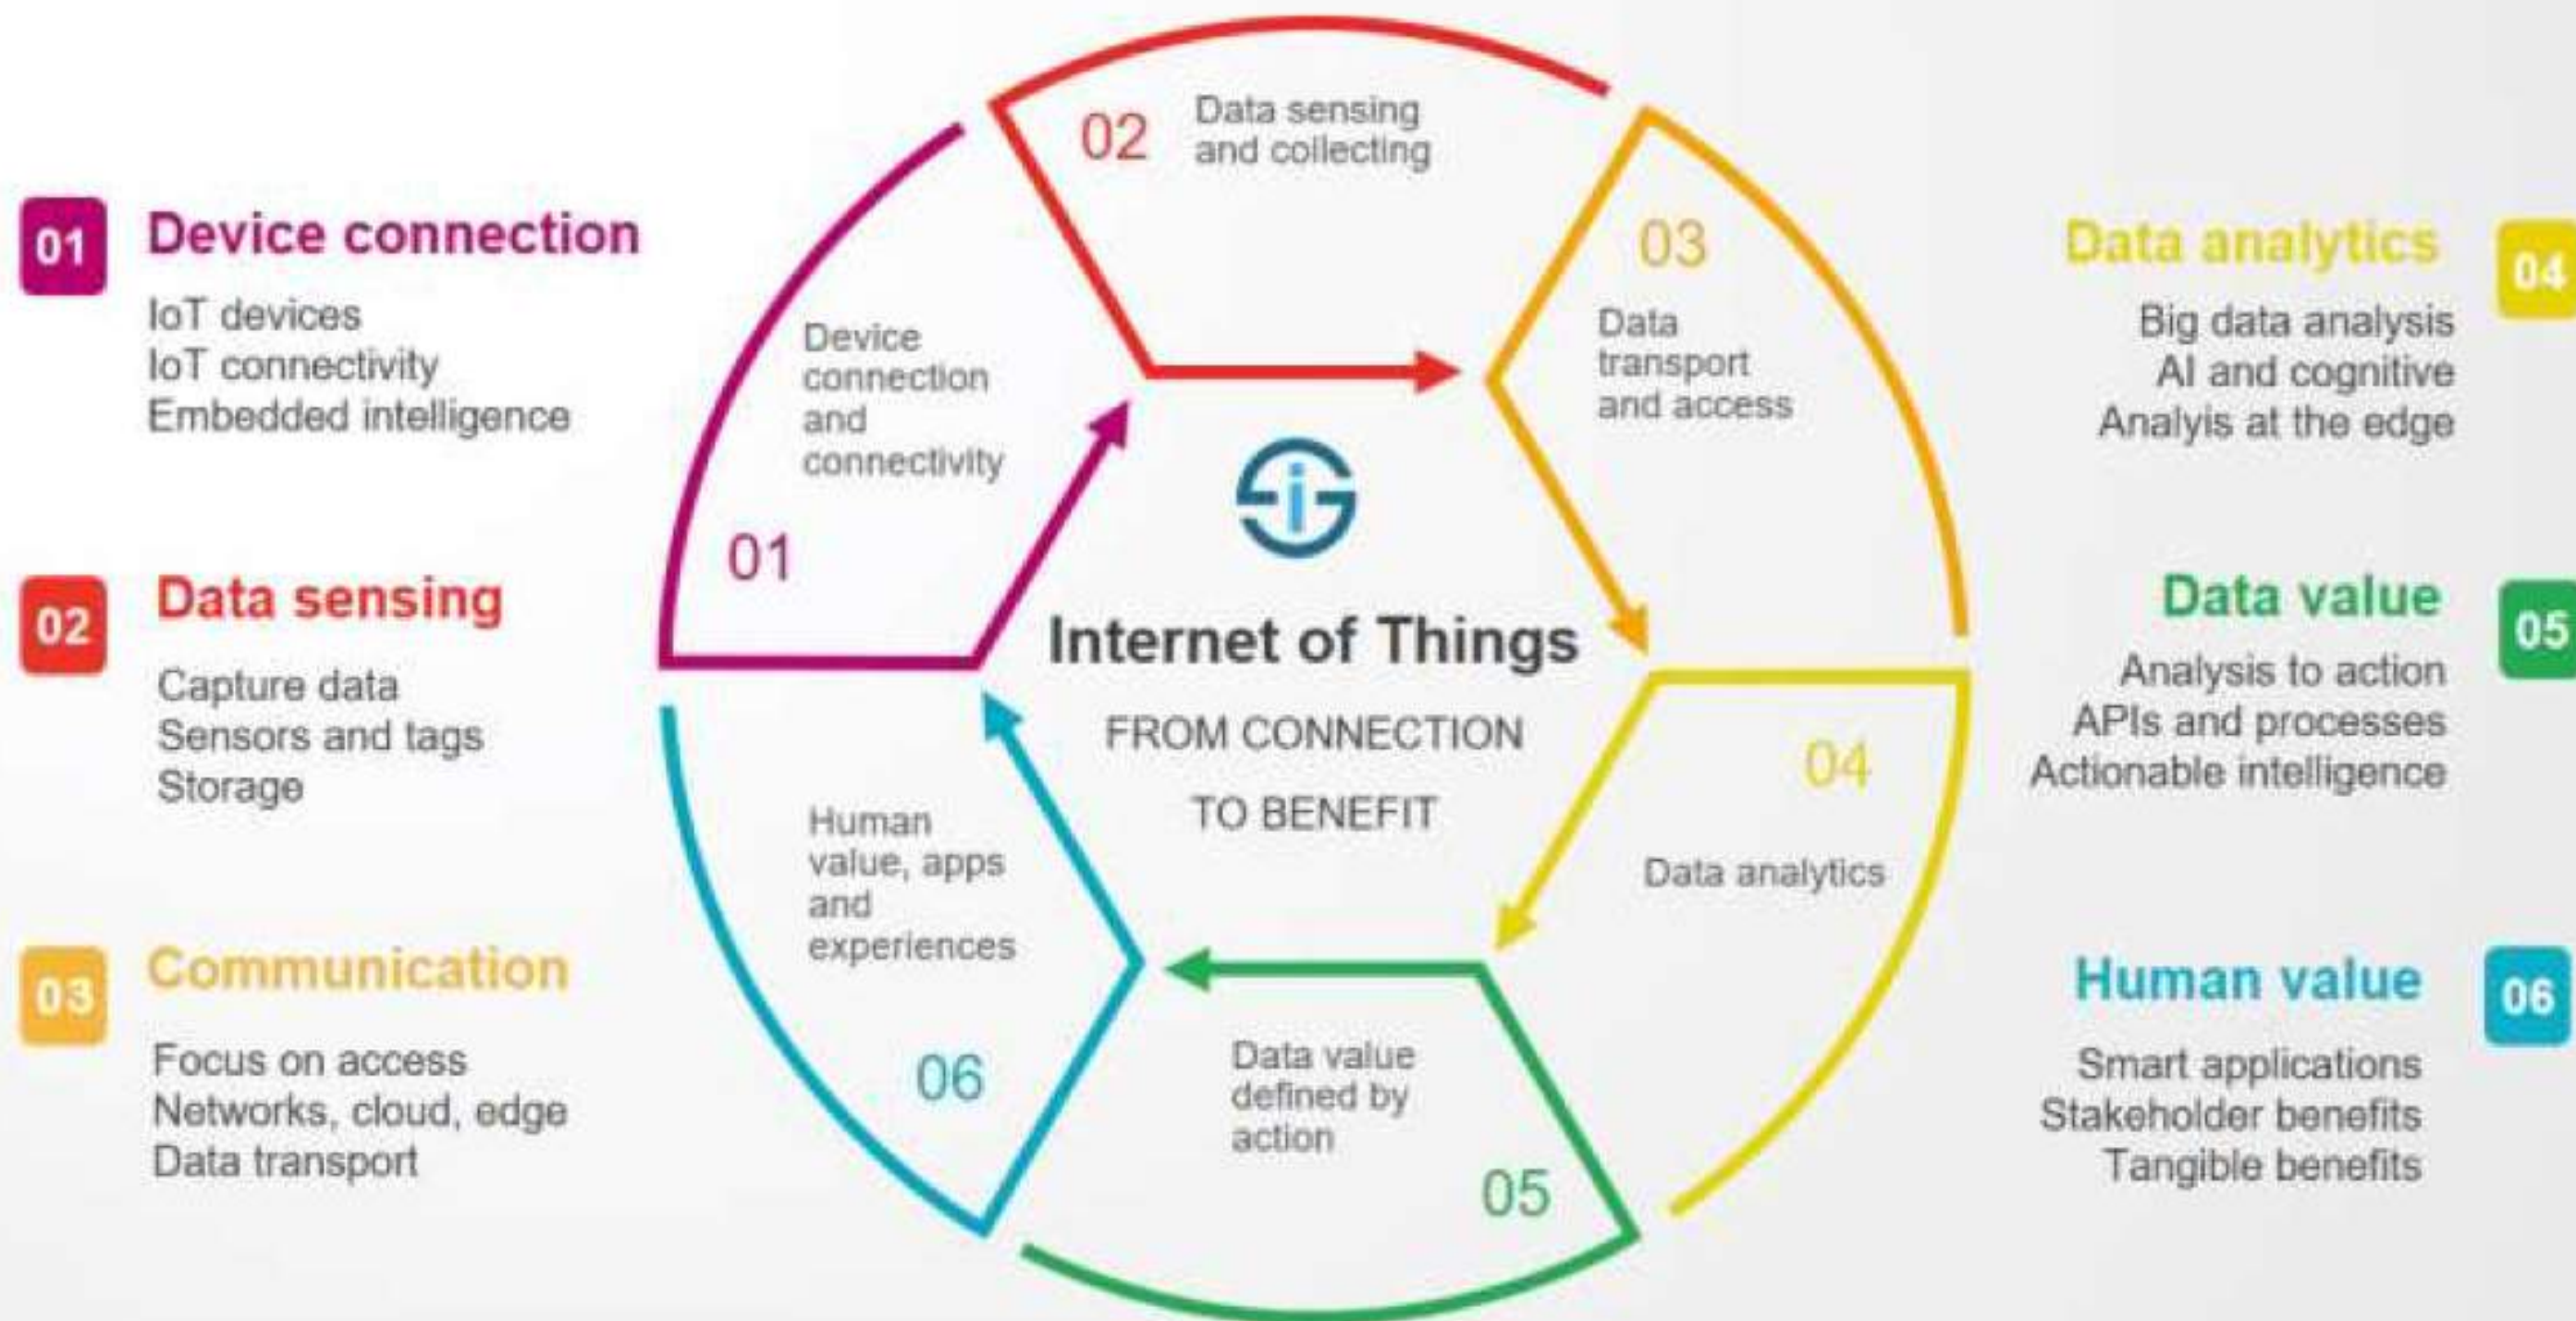 01
Device connection
IoT devices
IoT connectivity
Embedded intelligence
02
Data sensing
Capture data
Sensors and tags
Storage
03
Communication
Focus on access
Networks, cloud, edge
Data transport
01
Device
connection
and
connectivity
02
Data sensing
and collecting
03
Data
transport
and access
04
Data analytics
05
Data value
defined by
action
06
Human
value, apps
and
experiences
Internet of Things
FROM CONNECTION
TO BENEFIT
Data analytics
04
Big data analysis
AI and cognitive
Analyis at the edge
Data value
05
Analysis to action
APIs and processes
Actionable intelligence
Human value
06
Smart applications
Stakeholder benefits
Tangible benefits